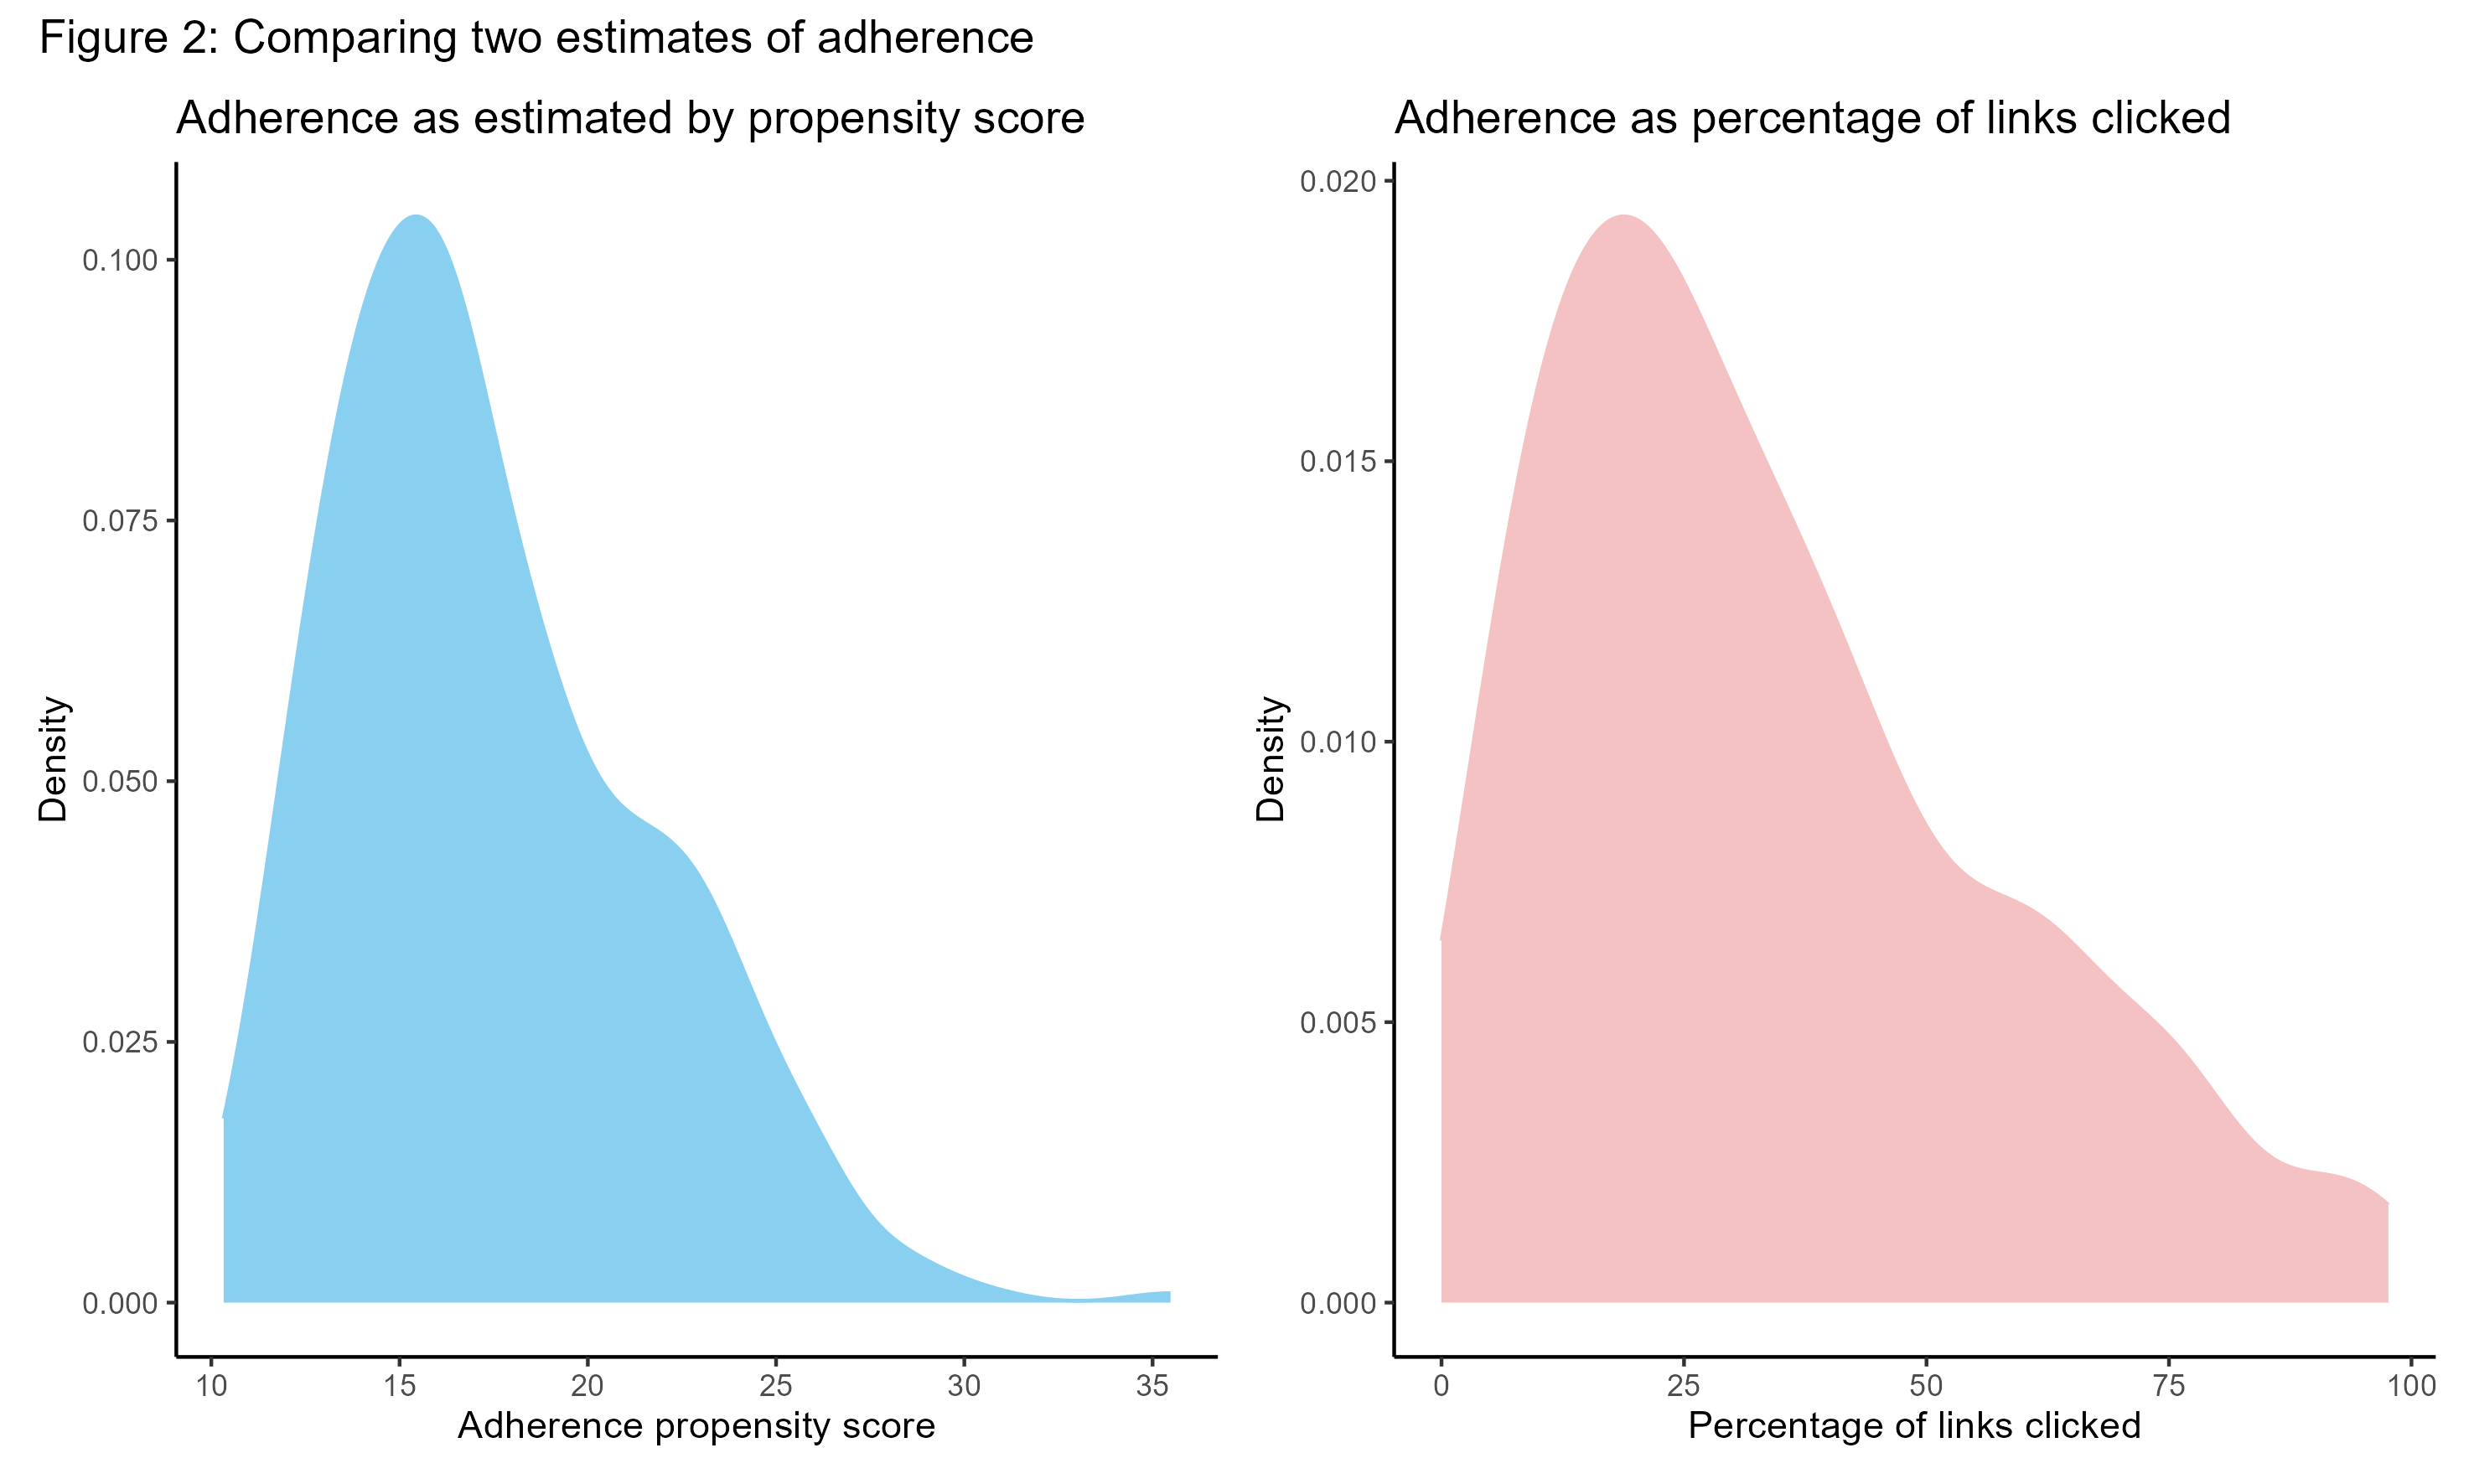 Figure 2: Comparing two estimates of adherence
Adherence as estimated by propensity score
Density
0.100
0.075
0.050
0.025
0.000
10 15 20 25 30 35
Adherence propensity score
Adherence as percentage of links clicked
Density
0.020
0.015
0.010
0.005
0.000
0 25 50 75 100
Percentage of links clicked